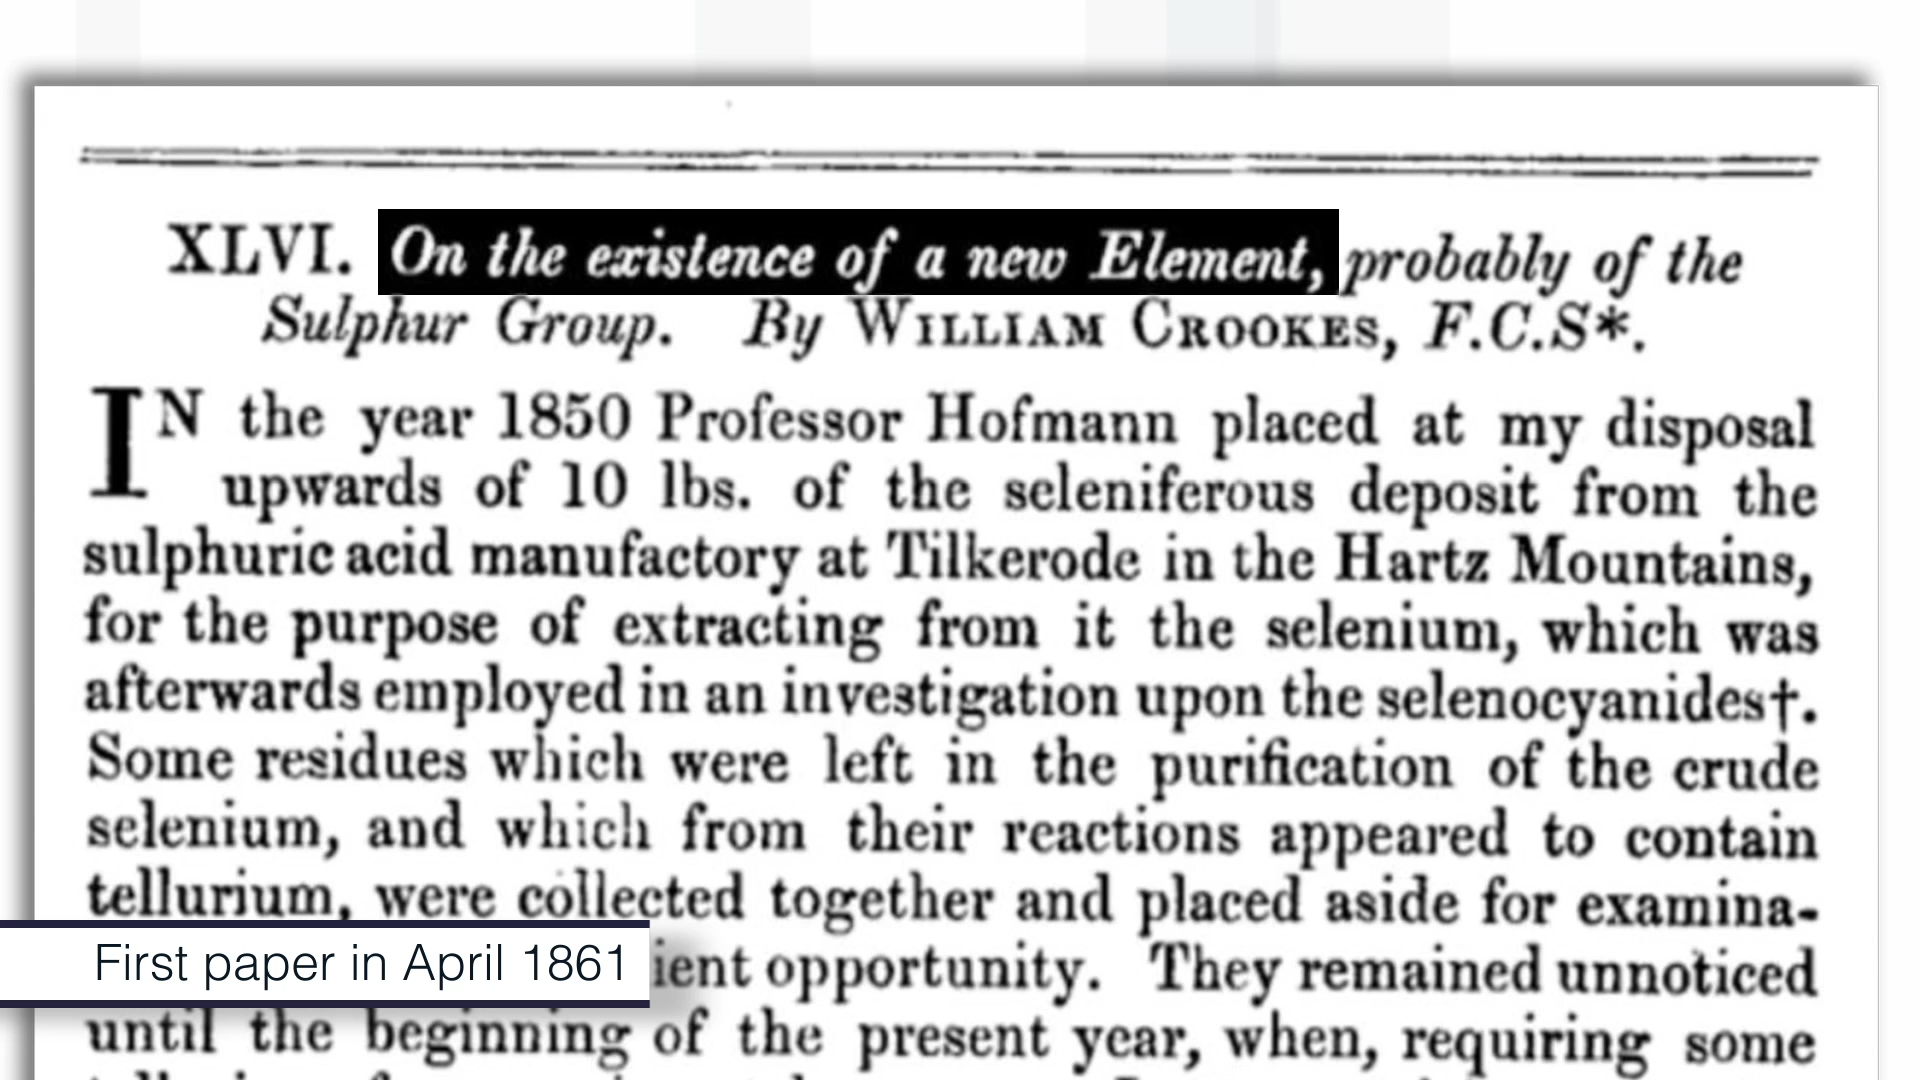 XLVI. On the existence of a new Element, probably of the
Sulphur Group. By WILLIAM CROOKES, F.C.S*.
IN the year 1850 Professor Hofmann placed at my disposal
upwards of 10 lbs. of the seleniferous deposit from the
sulphuric acid manufactory at Tilkerode in the Hartz Mountains,
for the purpose of extracting from it the selenium, which was
afterwards employed in an investigation upon the selenocyanides†.
Some residues which were left in the purification of the crude
selenium, and which from their reactions appeared to contain
tellurium, were collected together and placed aside for examina-
ient opportunity. They remained unnoticed
until the beginning of the present year, when, requiring some
First paper in April 1861